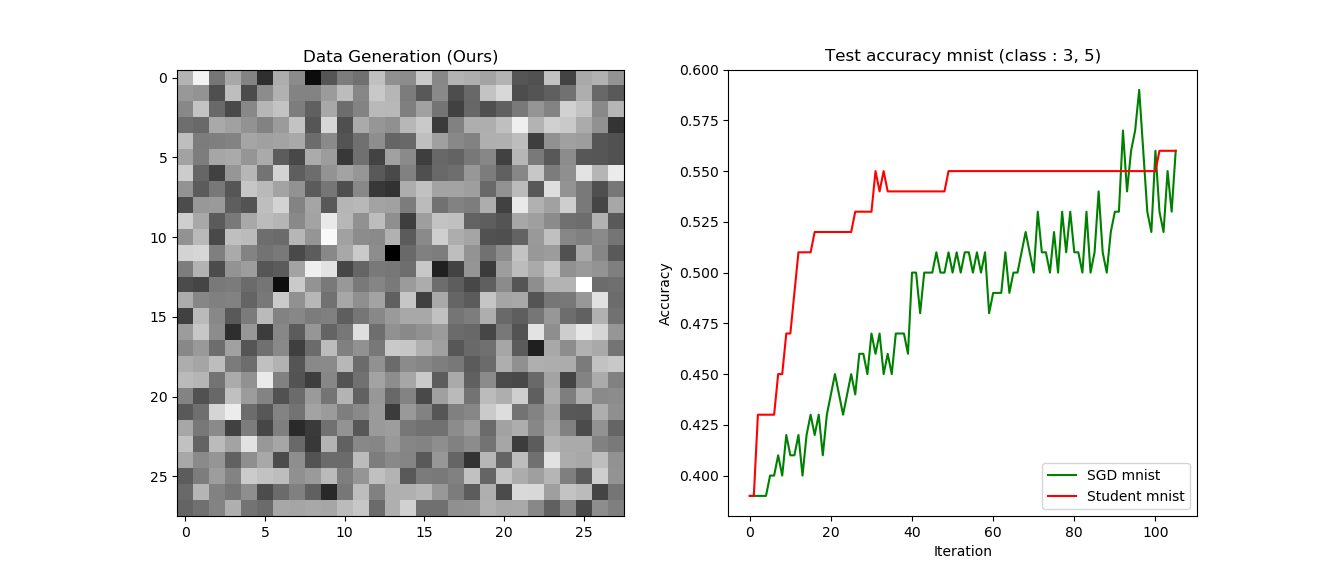 Data Generation (Ours)
0
5
10
15
20
25
0 5 10 15 20 25
Test accuracy mnist (class : 3, 5)
0.600
0.575
0.550
0.525
0.500
0.475
0.450
0.425
0.400
Accuracy
0 20 40 60 80 100
Iteration
SGD mnist
Student mnist